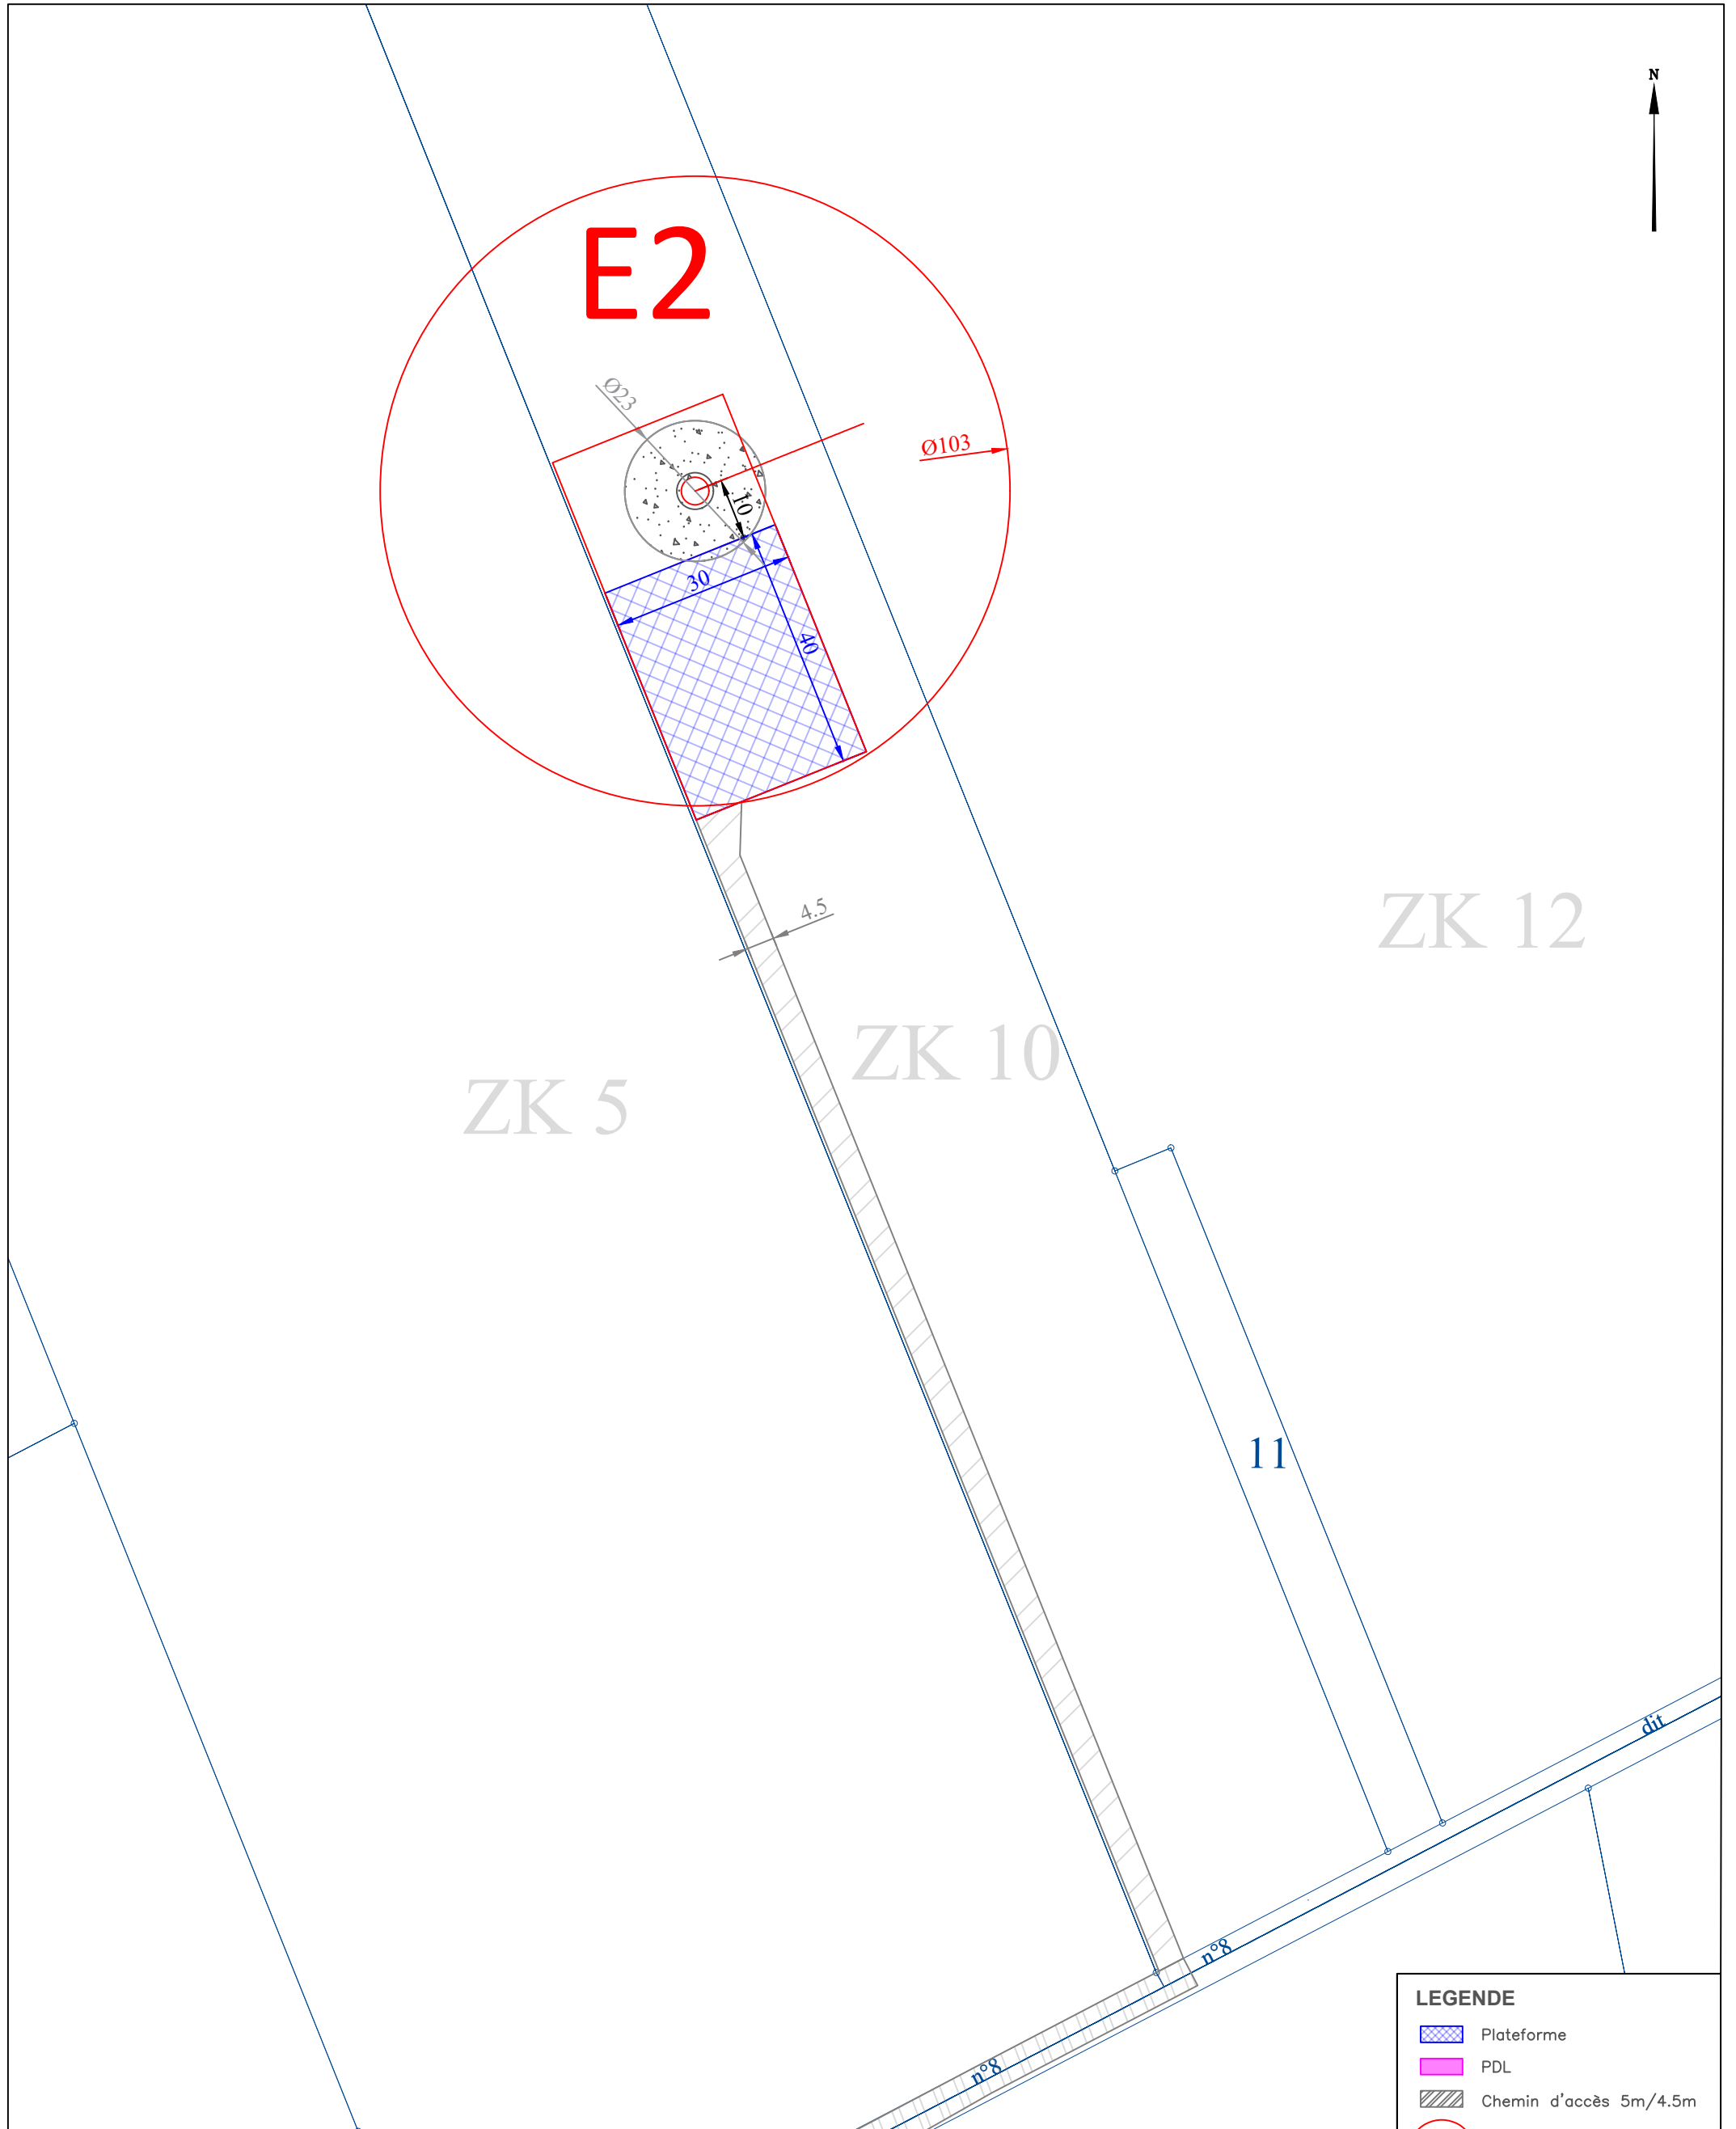 N
E2
Ø23
Ø103
10
30
40
4.5
ZK 12
ZK 10
ZK 5
11
dit
n°8
n°8
LEGENDE
Plateforme
PDL
Chemin d'accès 5m/4.5m